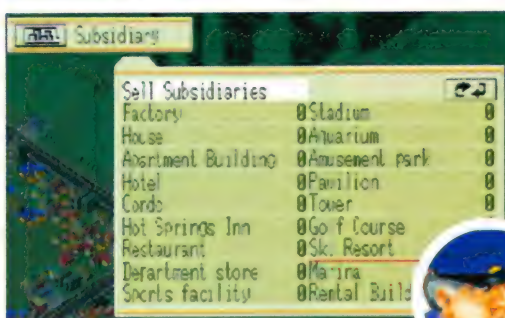 Subsidiary
Sell Subsidiaries
Factory 0 Stadium 0
House 0 Aquarium 0
Apartment Building 0 Amusement park 0
Hotel 0 Pavilion 0
Condo 0 Tower 0
Hot Springs Inn 0 Golf Course
Restaurant 0 Ski Resort
Department store 0 Marina
Sports facility 0 Rental Build